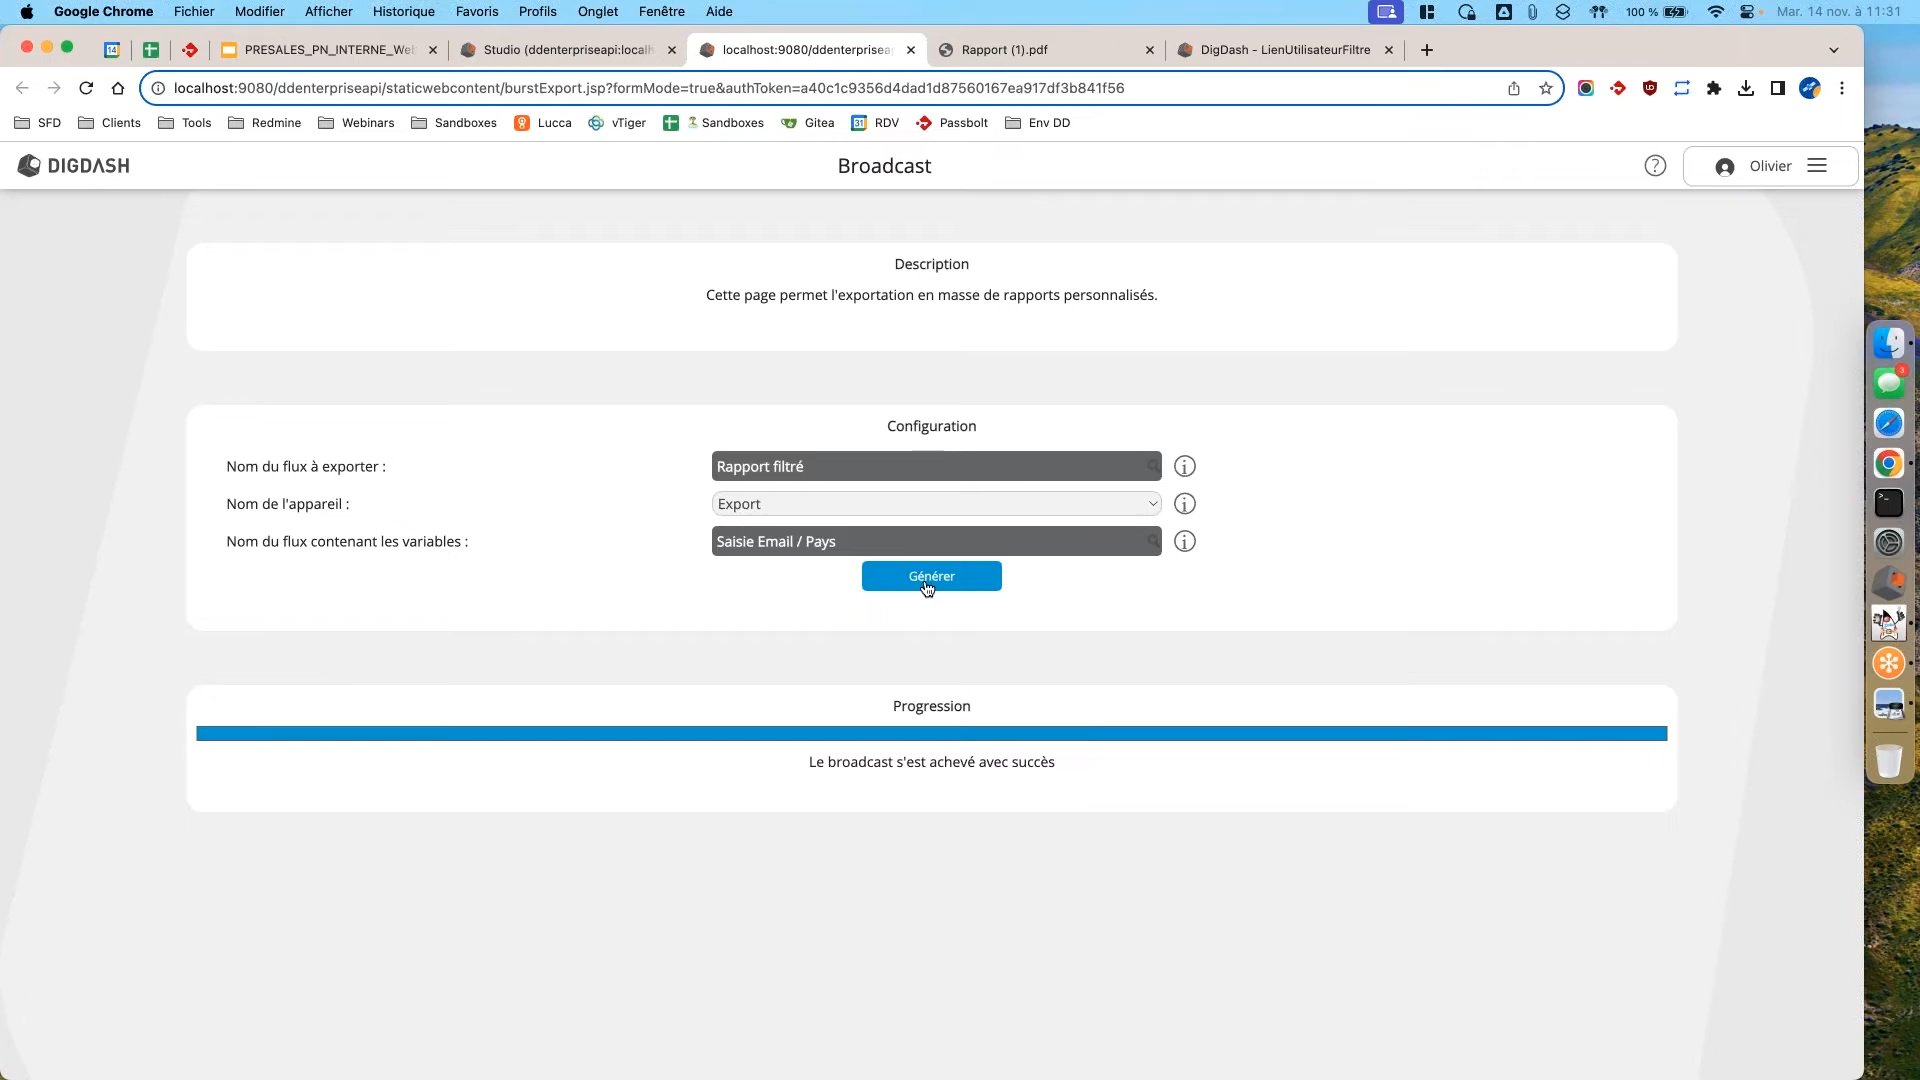 Google Chrome Fichier Modifier Afficher Historique Favoris Profils Onglet Fenêtre Aide 100 % Mar. 14 nov. à 11:31
PRESALES_PN_INTERNE_We Studio (ddenterpriseapi:local localhost:9080/ddenterprisea Rapport (1).pdf DigDash - LienUtilisateurFiltre
localhost:9080/ddenterpriseapi/staticwebcontent/burstExport.jsp?formMode=true&authToken=a40c1c9356d4dad1d87560167ea917df3b841f56
SFD Clients Tools Redmine Webinars Sandboxes Lucca vTiger Sandboxes Gitea RDV Passbolt Env DD
DIGDASH Broadcast ? Olivier
Description
Cette page permet l'exportation en masse de rapports personnalisés.
Configuration
Nom du flux à exporter : Rapport filtré
Nom de l'appareil : Export
Nom du flux contenant les variables : Saisie Email / Pays
Générer
Progression
Le broadcast s'est achevé avec succès